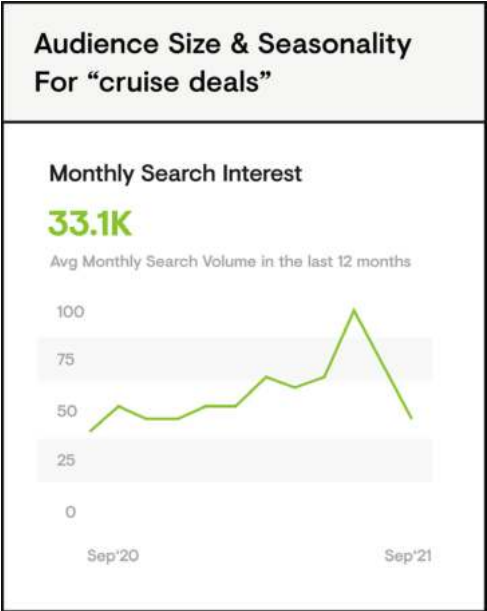 Audience Size & Seasonality
For “cruise deals”
Monthly Search Interest
33.1K
Avg Monthly Search Volume in the last 12 months
100
75
50
25
0
Sep‘20 Sep‘21